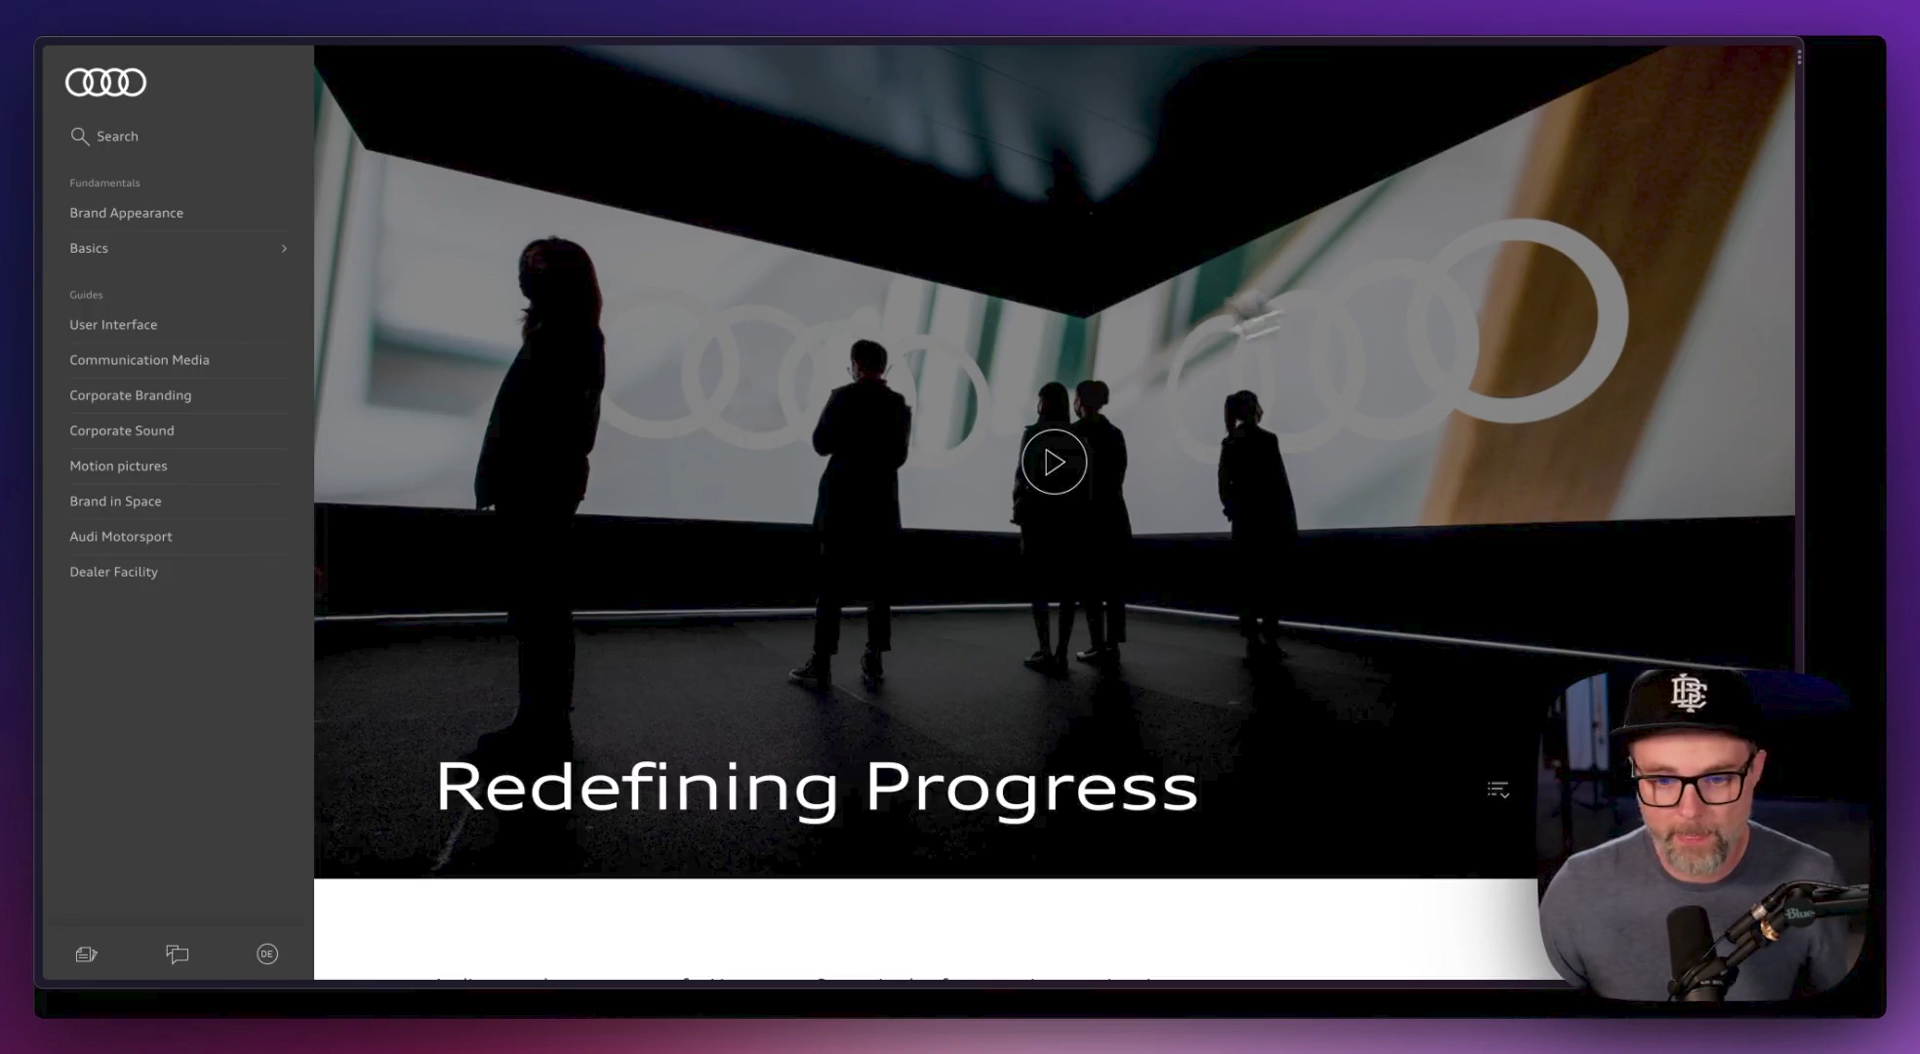 Search
Fundamentals
Brand Appearance
Basics
Guides
User Interface
Communication Media
Corporate Branding
Corporate Sound
Motion pictures
Brand in Space
Audi Motorsport
Dealer Facility
DE
Redefining Progress
Blue